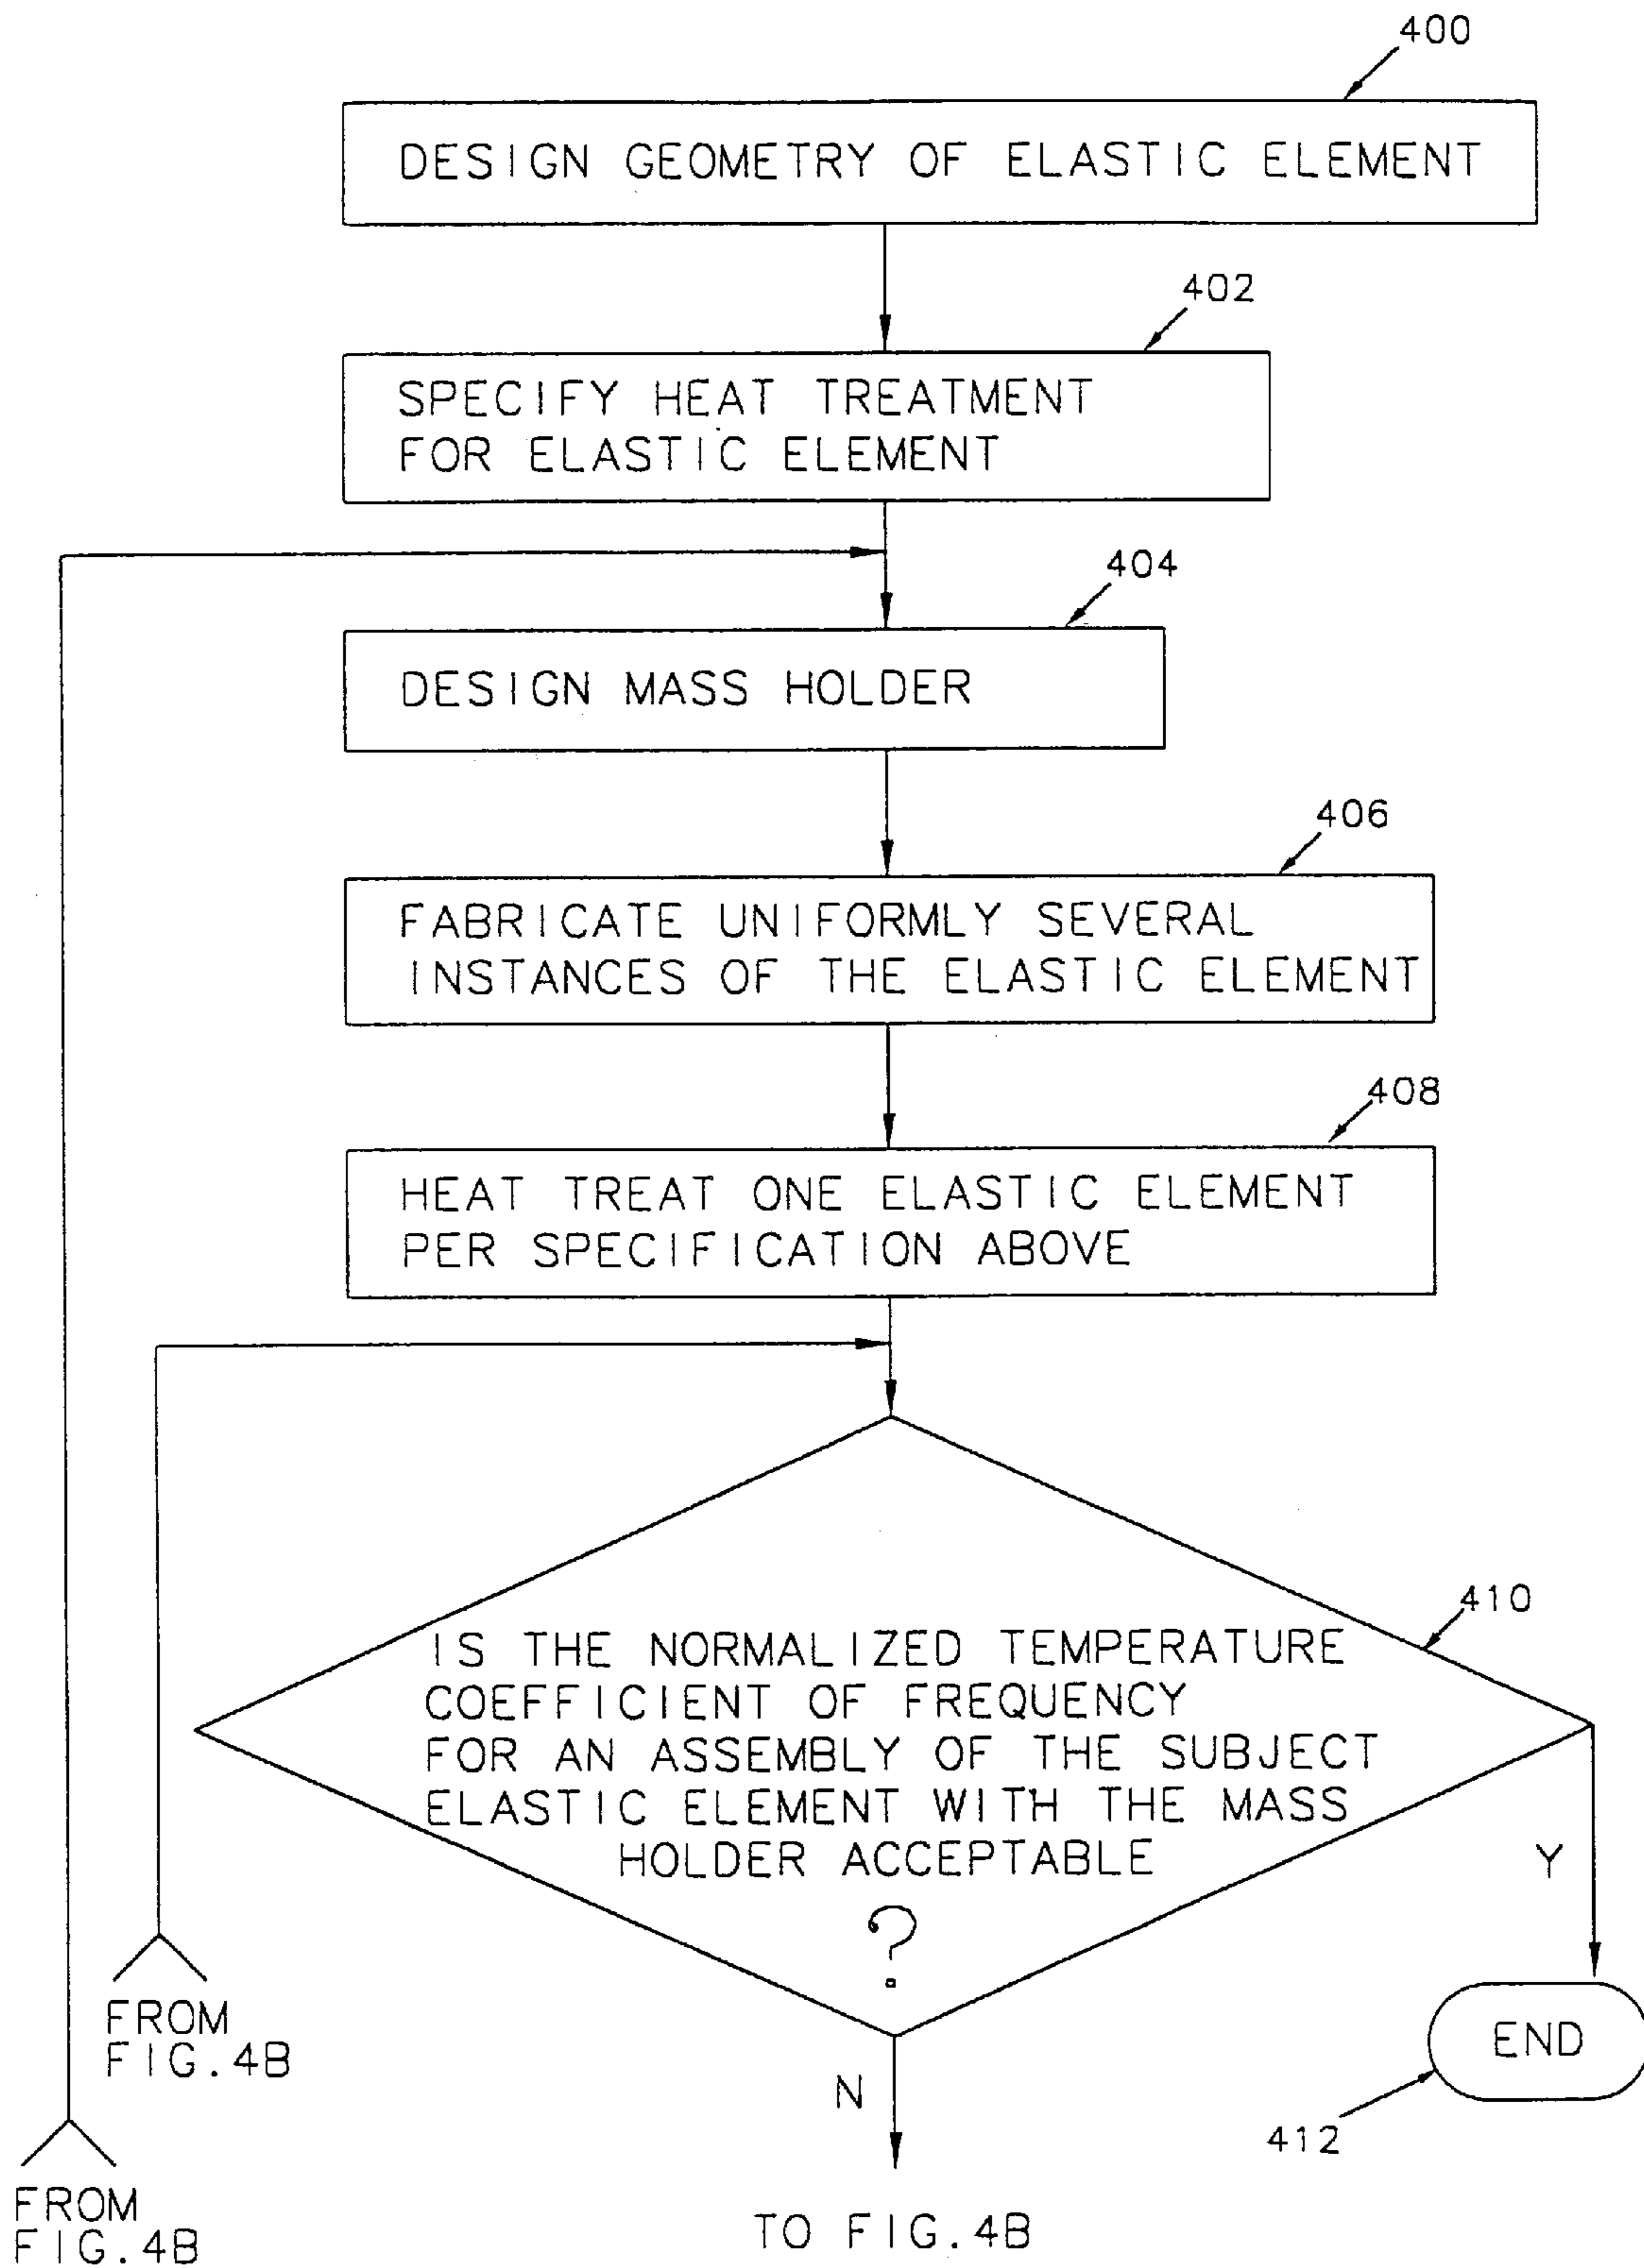 400
DESIGN GEOMETRY OF ELASTIC ELEMENT
402
SPECIFY HEAT TREATMENT
FOR ELASTIC ELEMENT
404
DESIGN MASS HOLDER
406
FABRICATE UNIFORMLY SEVERAL
INSTANCES OF THE ELASTIC ELEMENT
408
HEAT TREAT ONE ELASTIC ELEMENT
PER SPECIFICATION ABOVE
410
IS THE NORMALIZED TEMPERATURE
COEFFICIENT OF FREQUENCY
FOR AN ASSEMBLY OF THE SUBJECT
ELASTIC ELEMENT WITH THE MASS
HOLDER ACCEPTABLE
?
Y
END
412
N
TO FIG.4B
FROM
FIG.4B
FROM
FIG.4B